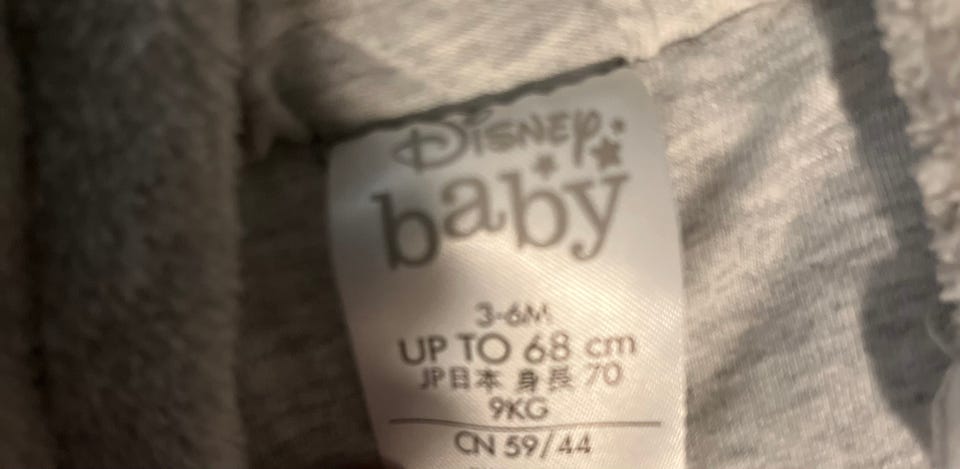 Disney
baby
3-6M
UP TO 68 cm
JP日本 身長 70
9KG
CN 59/44